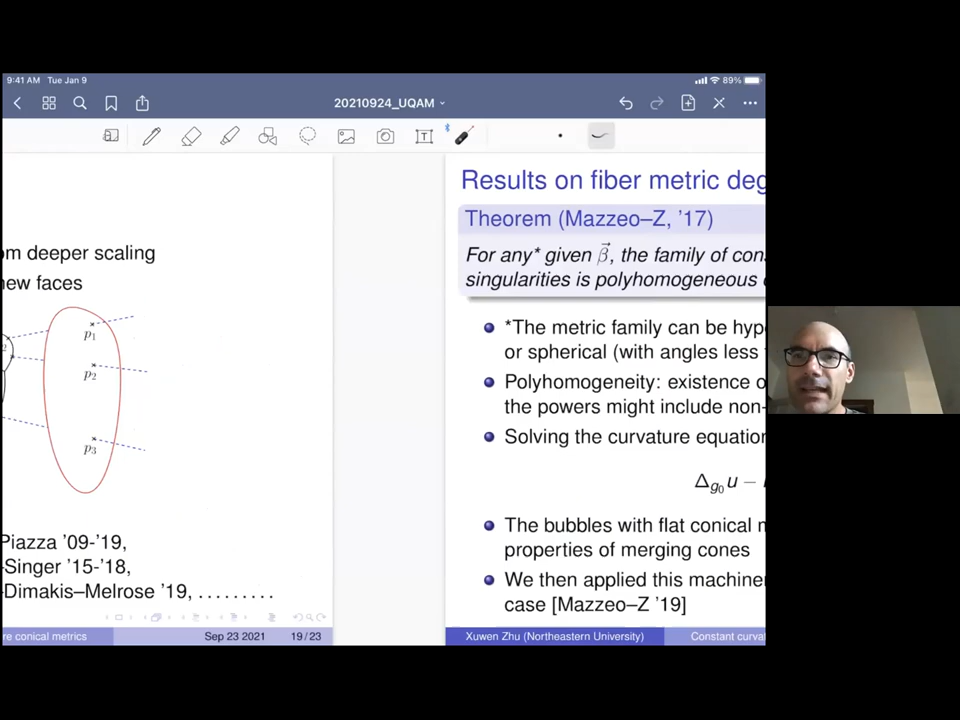 9:41 AM Tue Jan 9
89%
20210924_UQAM
T
om deeper scaling
new faces
2
p1
p2
p3
Piazza '09-'19,
-Singer '15-'18,
-Dimakis–Melrose '19, .........
re conical metrics
Sep 23 2021
19 / 23
Results on fiber metric deg
Theorem (Mazzeo–Z, '17)
For any* given β⃗, the family of cons
singularities is polyhomogeneous o
*The metric family can be hype
or spherical (with angles less
Polyhomogeneity: existence o
the powers might include non-
Solving the curvature equation
Δg0 u −
The bubbles with flat conical m
properties of merging cones
We then applied this machiner
case [Mazzeo–Z '19]
Xuwen Zhu (Northeastern University)
Constant curva